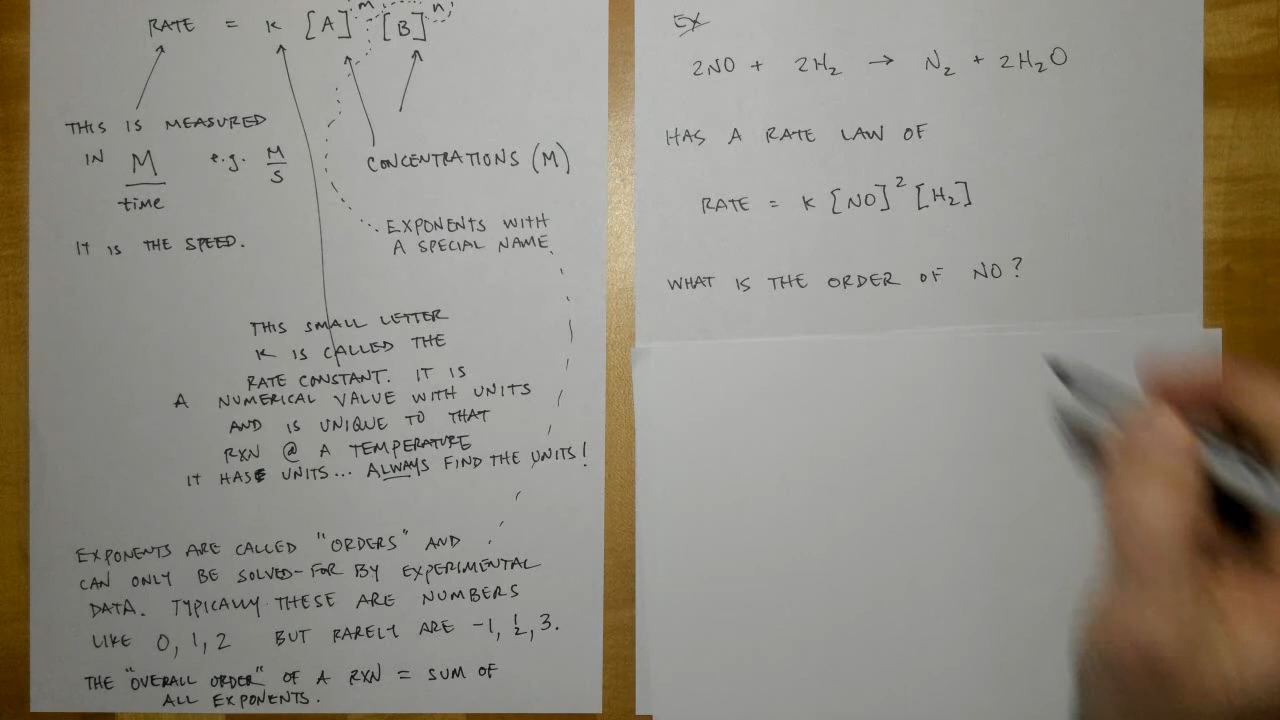 RATE = K [A]^m [B]^n
THIS IS MEASURED
IN M/time e.g. M/S
IT IS THE SPEED.
CONCENTRATIONS (M)
EXPONENTS WITH
A SPECIAL NAME
THIS SMALL LETTER
K IS CALLED THE
RATE CONSTANT. IT IS
A NUMERICAL VALUE WITH UNITS
AND IS UNIQUE TO THAT
RXN @ A TEMPERATURE
IT HAS UNITS... ALWAYS FIND THE UNITS!
EXPONENTS ARE CALLED "ORDERS" AND
CAN ONLY BE SOLVED-FOR BY EXPERIMENTAL
DATA. TYPICALLY THESE ARE NUMBERS
LIKE 0, 1, 2 BUT RARELY ARE -1, 1/2, 3.
THE "OVERALL ORDER" OF A RXN = SUM OF
ALL EXPONENTS.
EX
2NO + 2H₂ → N₂ + 2H₂O
HAS A RATE LAW OF
RATE = K [NO]² [H₂]
WHAT IS THE ORDER OF NO?